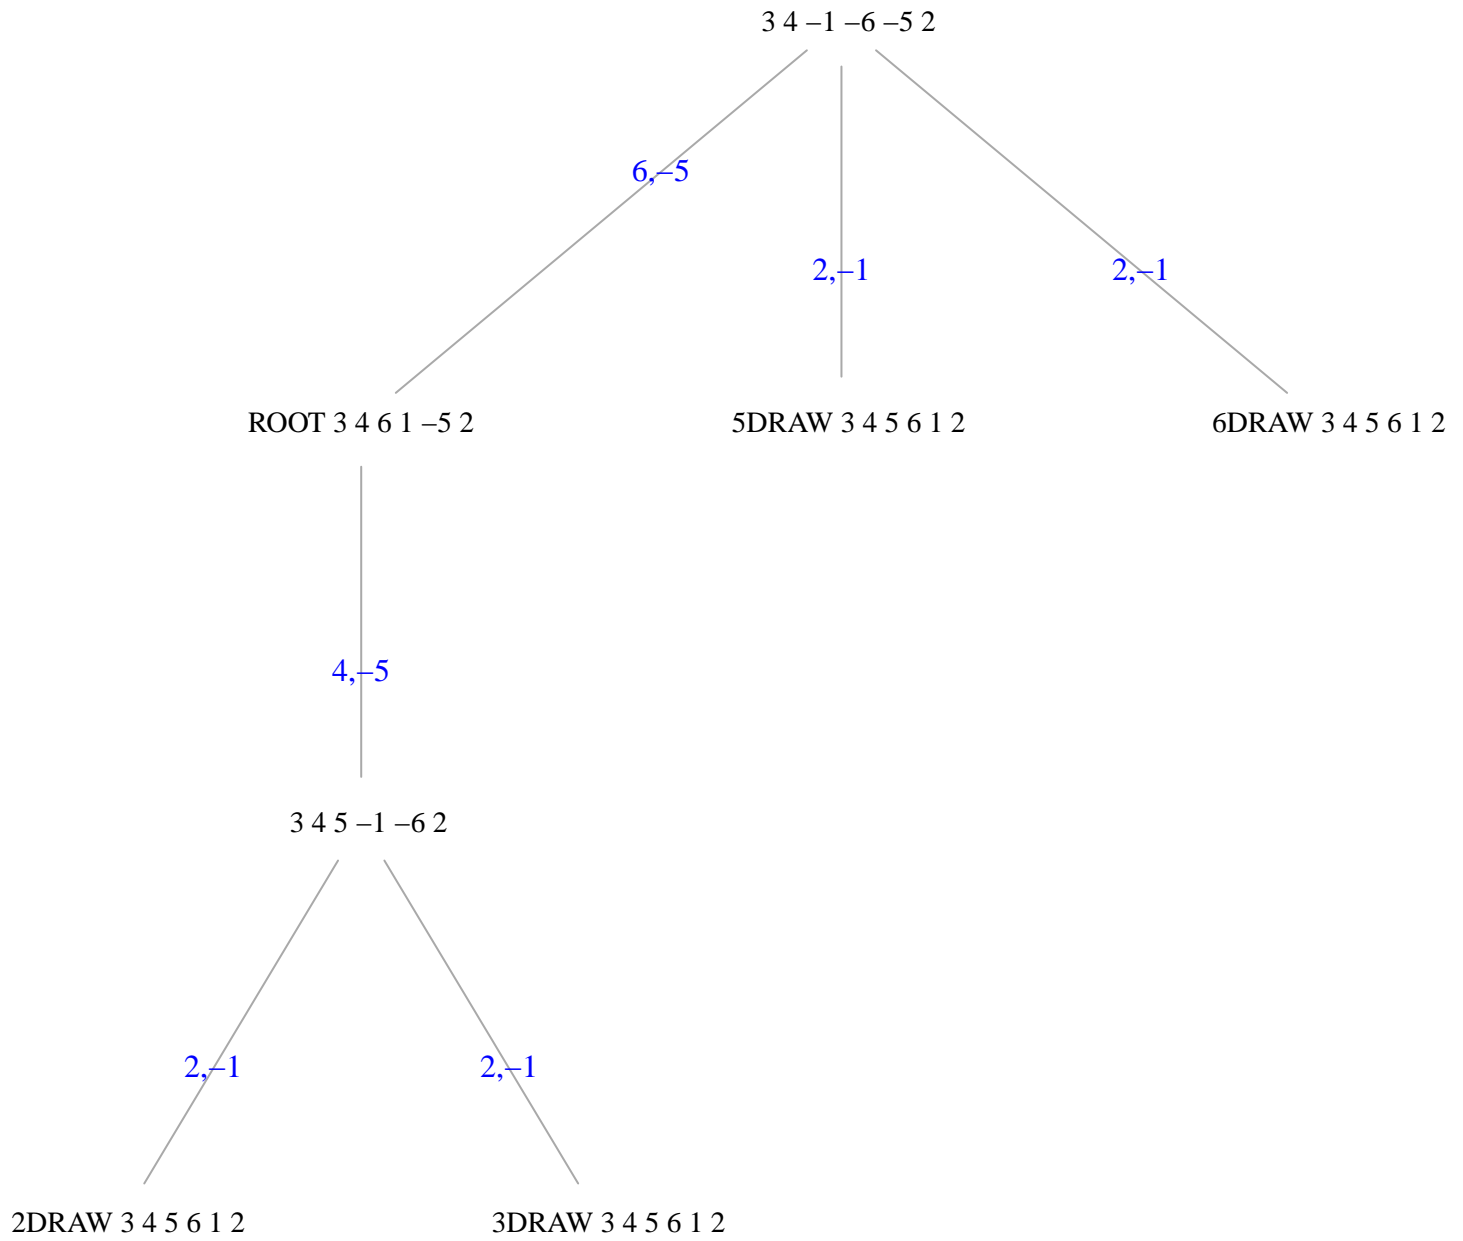 3 4 –1 –6 –5 2
6,–5
2,–1
2,–1
ROOT 3 4 6 1 –5 2
5DRAW 3 4 5 6 1 2
6DRAW 3 4 5 6 1 2
4,–5
3 4 5 –1 –6 2
2,–1
2,–1
2DRAW 3 4 5 6 1 2
3DRAW 3 4 5 6 1 2